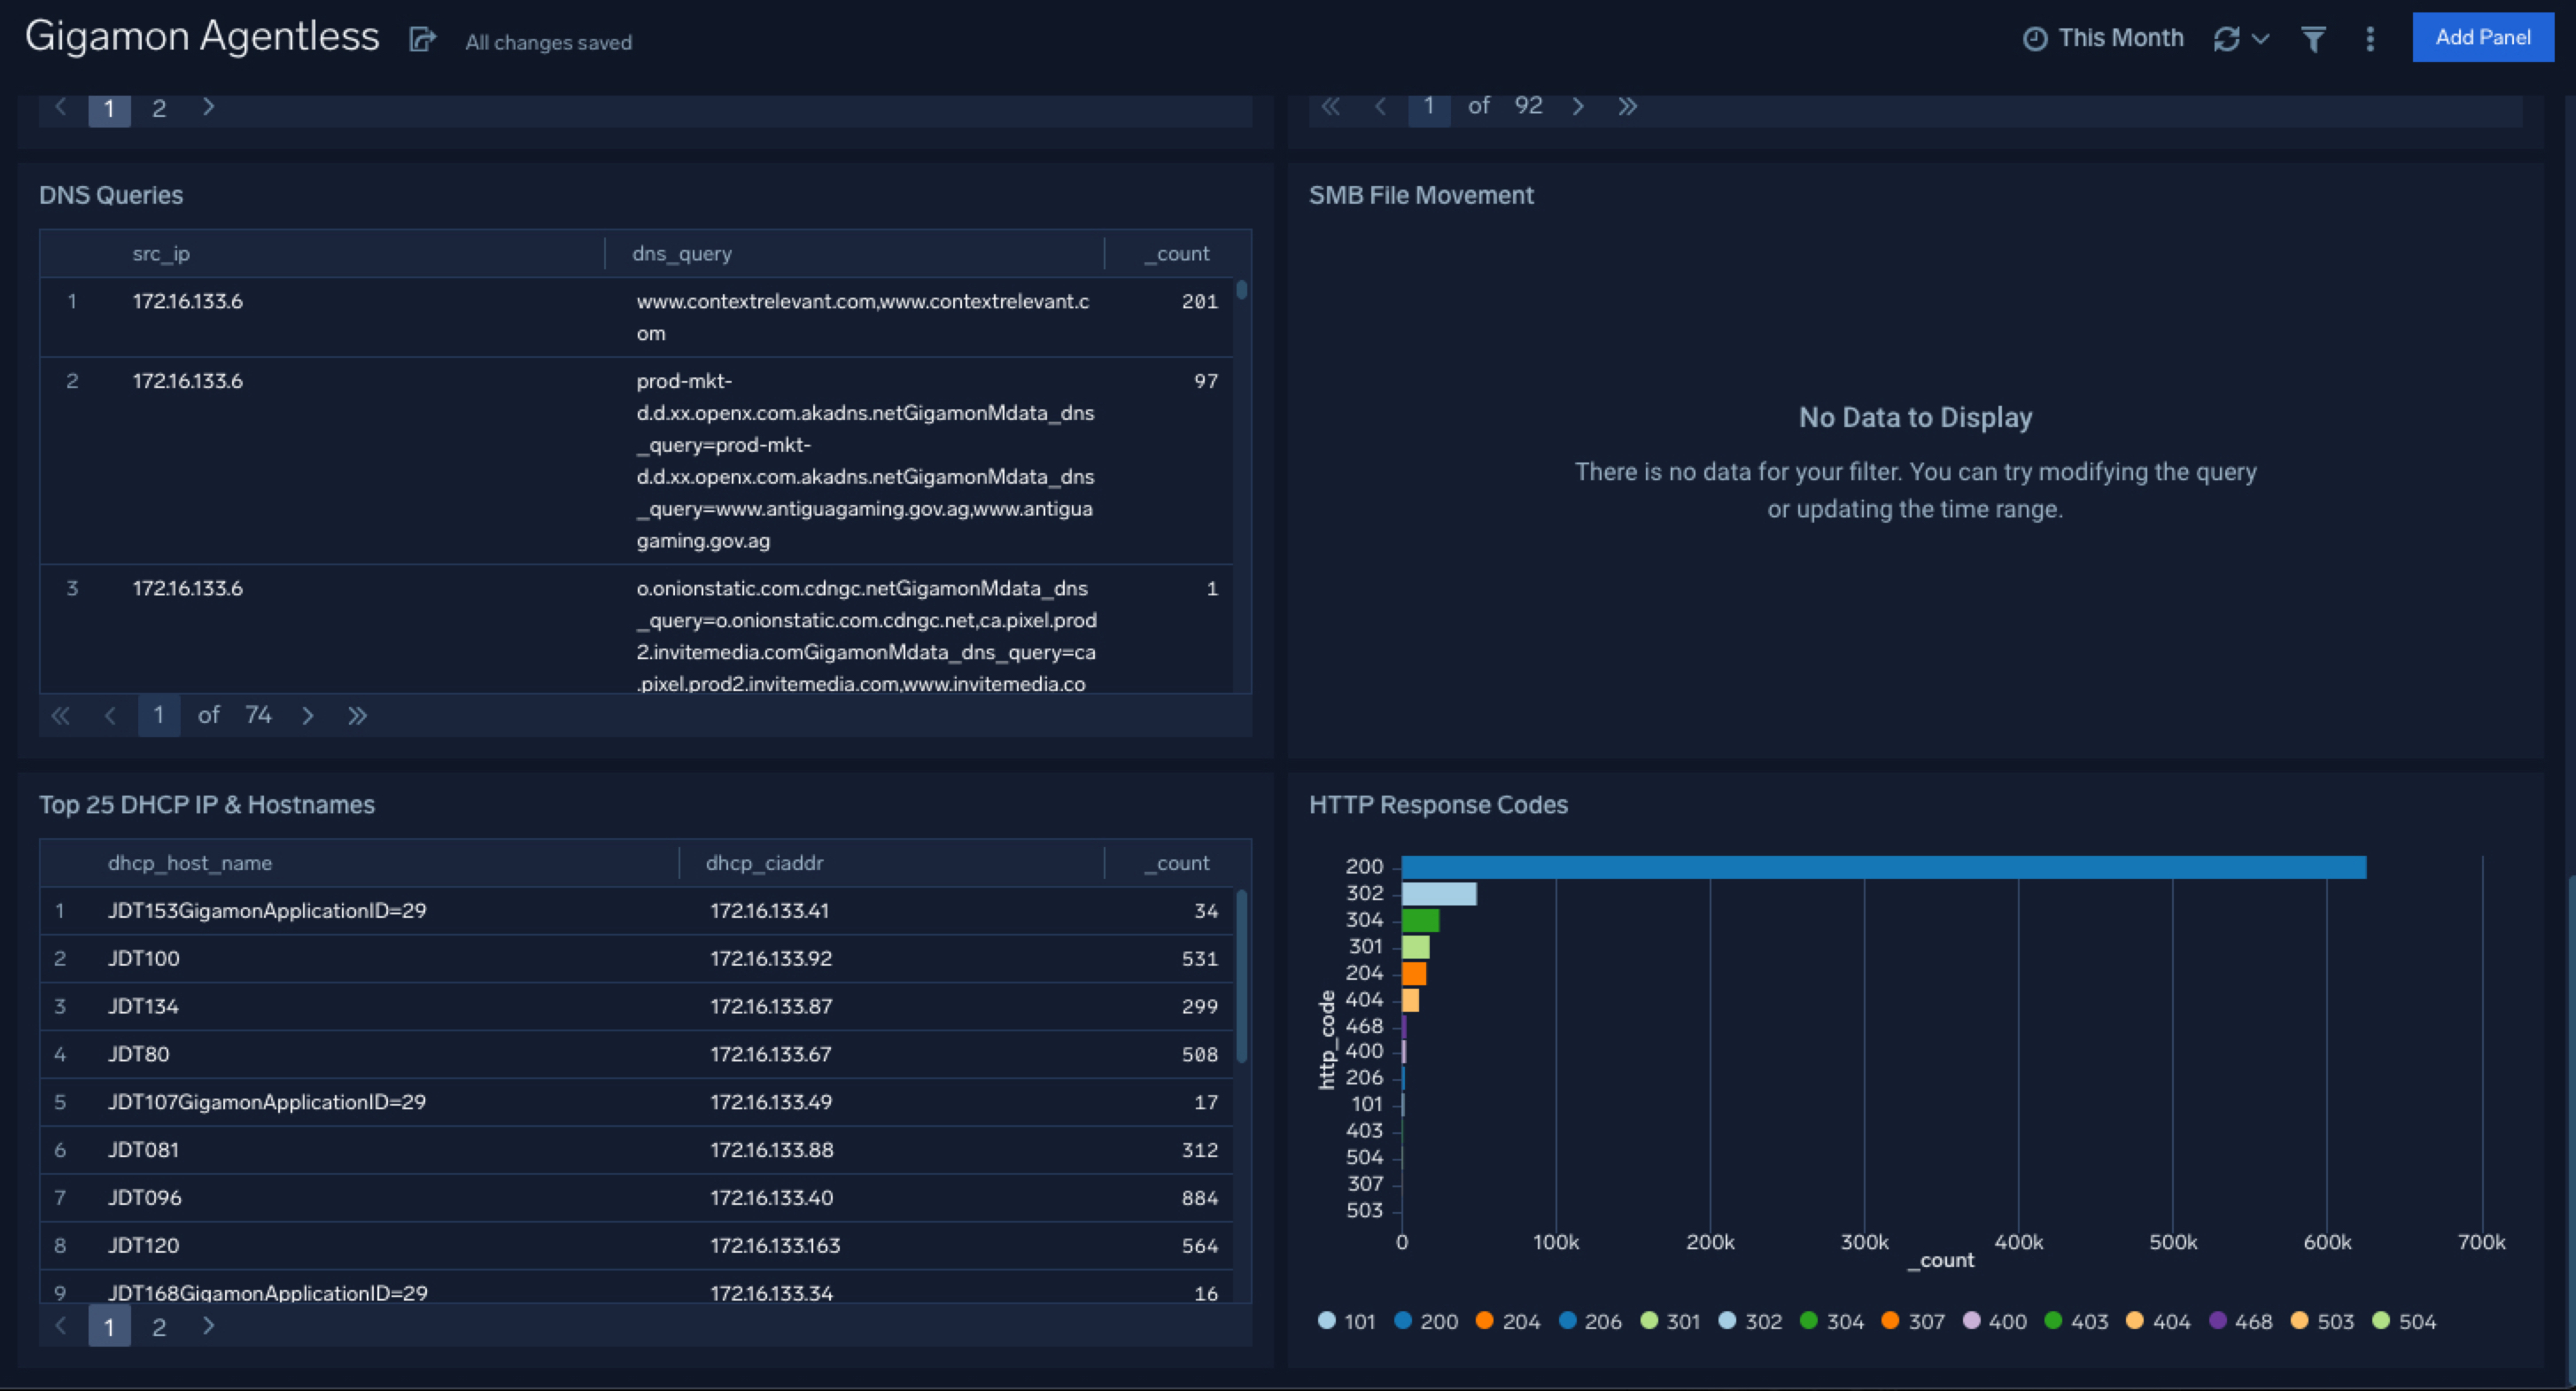 Gigamon Agentless
All changes saved
This Month
Add Panel
1 2
1 of 92
DNS Queries
src_ip dns_query _count
1 172.16.133.6 www.contextrelevant.com,www.contextrelevant.c 201
om
2 172.16.133.6 prod-mkt- 97
d.d.xx.openx.com.akadns.netGigamonMdata_dns
_query=prod-mkt-
d.d.xx.openx.com.akadns.netGigamonMdata_dns
_query=www.antiguagaming.gov.ag,www.antigua
gaming.gov.ag
3 172.16.133.6 o.onionstatic.com.cdngc.netGigamonMdata_dns 1
_query=o.onionstatic.com.cdngc.net,ca.pixel.prod
2.invitemedia.comGigamonMdata_dns_query=ca
.pixel.prod2.invitemedia.com,www.invitemedia.co
1 of 74
SMB File Movement
No Data to Display
There is no data for your filter. You can try modifying the query
or updating the time range.
Top 25 DHCP IP & Hostnames
dhcp_host_name dhcp_ciaddr _count
1 JDT153GigamonApplicationID=29 172.16.133.41 34
2 JDT100 172.16.133.92 531
3 JDT134 172.16.133.87 299
4 JDT80 172.16.133.67 508
5 JDT107GigamonApplicationID=29 172.16.133.49 17
6 JDT081 172.16.133.88 312
7 JDT096 172.16.133.40 884
8 JDT120 172.16.133.163 564
9 JDT168GigamonApplicationID=29 172.16.133.34 16
1 2
HTTP Response Codes
http_code
200
302
304
301
204
404
468
400
206
101
403
504
307
503
0 100k 200k 300k 400k 500k 600k 700k
_count
101 200 204 206 301 302 304 307 400 403 404 468 503 504